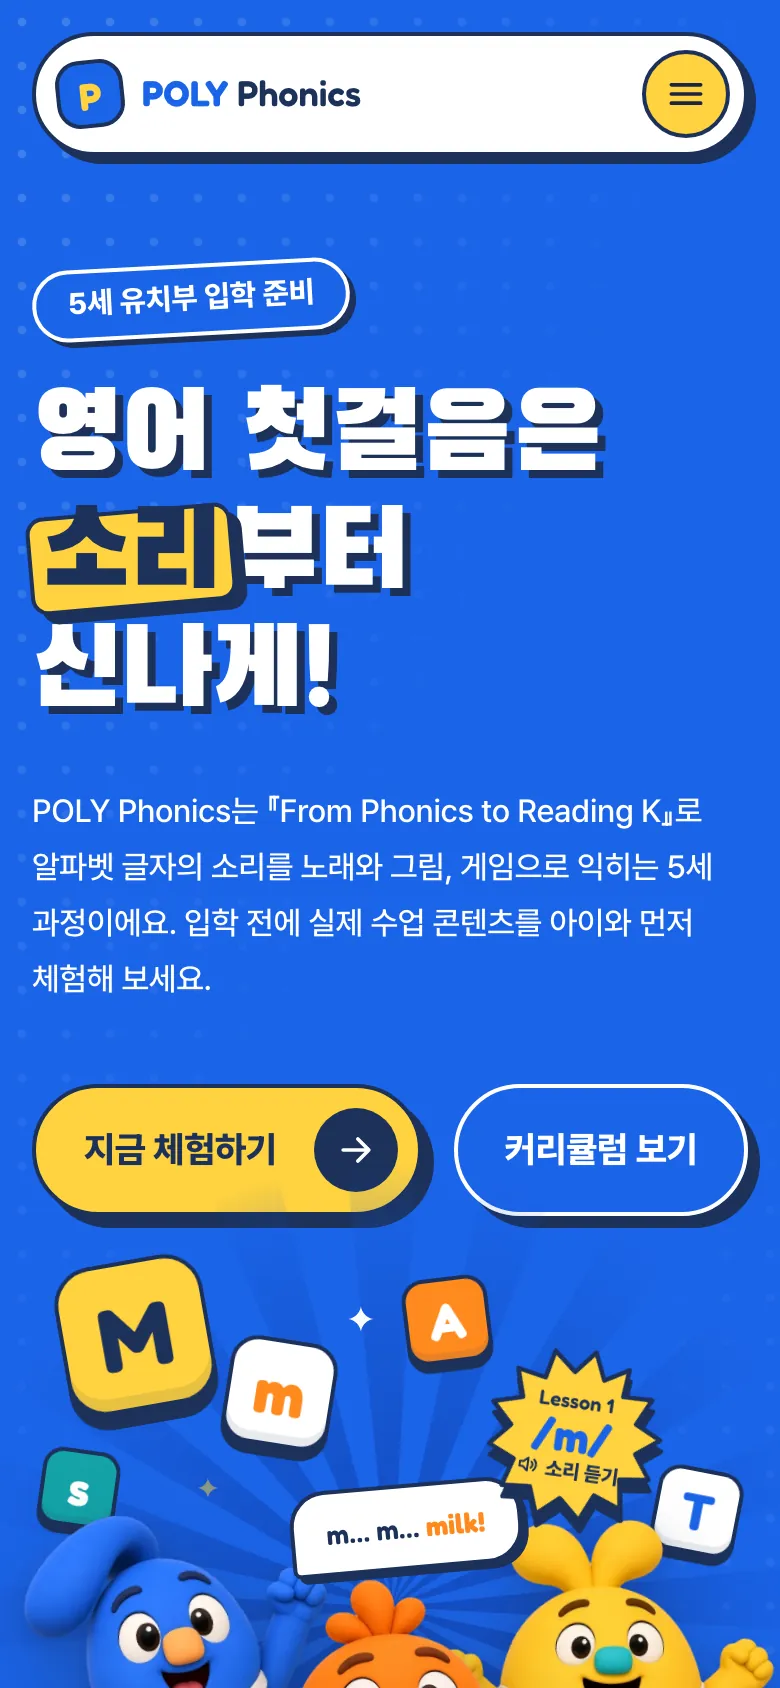 P
POLY Phonics
5세 유치부 입학 준비
영어 첫걸음은
소리부터
신나게!
POLY Phonics는 『From Phonics to Reading K』로
알파벳 글자의 소리를 노래와 그림, 게임으로 익히는 5세
과정이에요. 입학 전에 실제 수업 콘텐츠를 아이와 먼저
체험해 보세요.
지금 체험하기
커리큘럼 보기
M
m
A
Lesson 1
/m/
소리 듣기
s
T
m... m... milk!